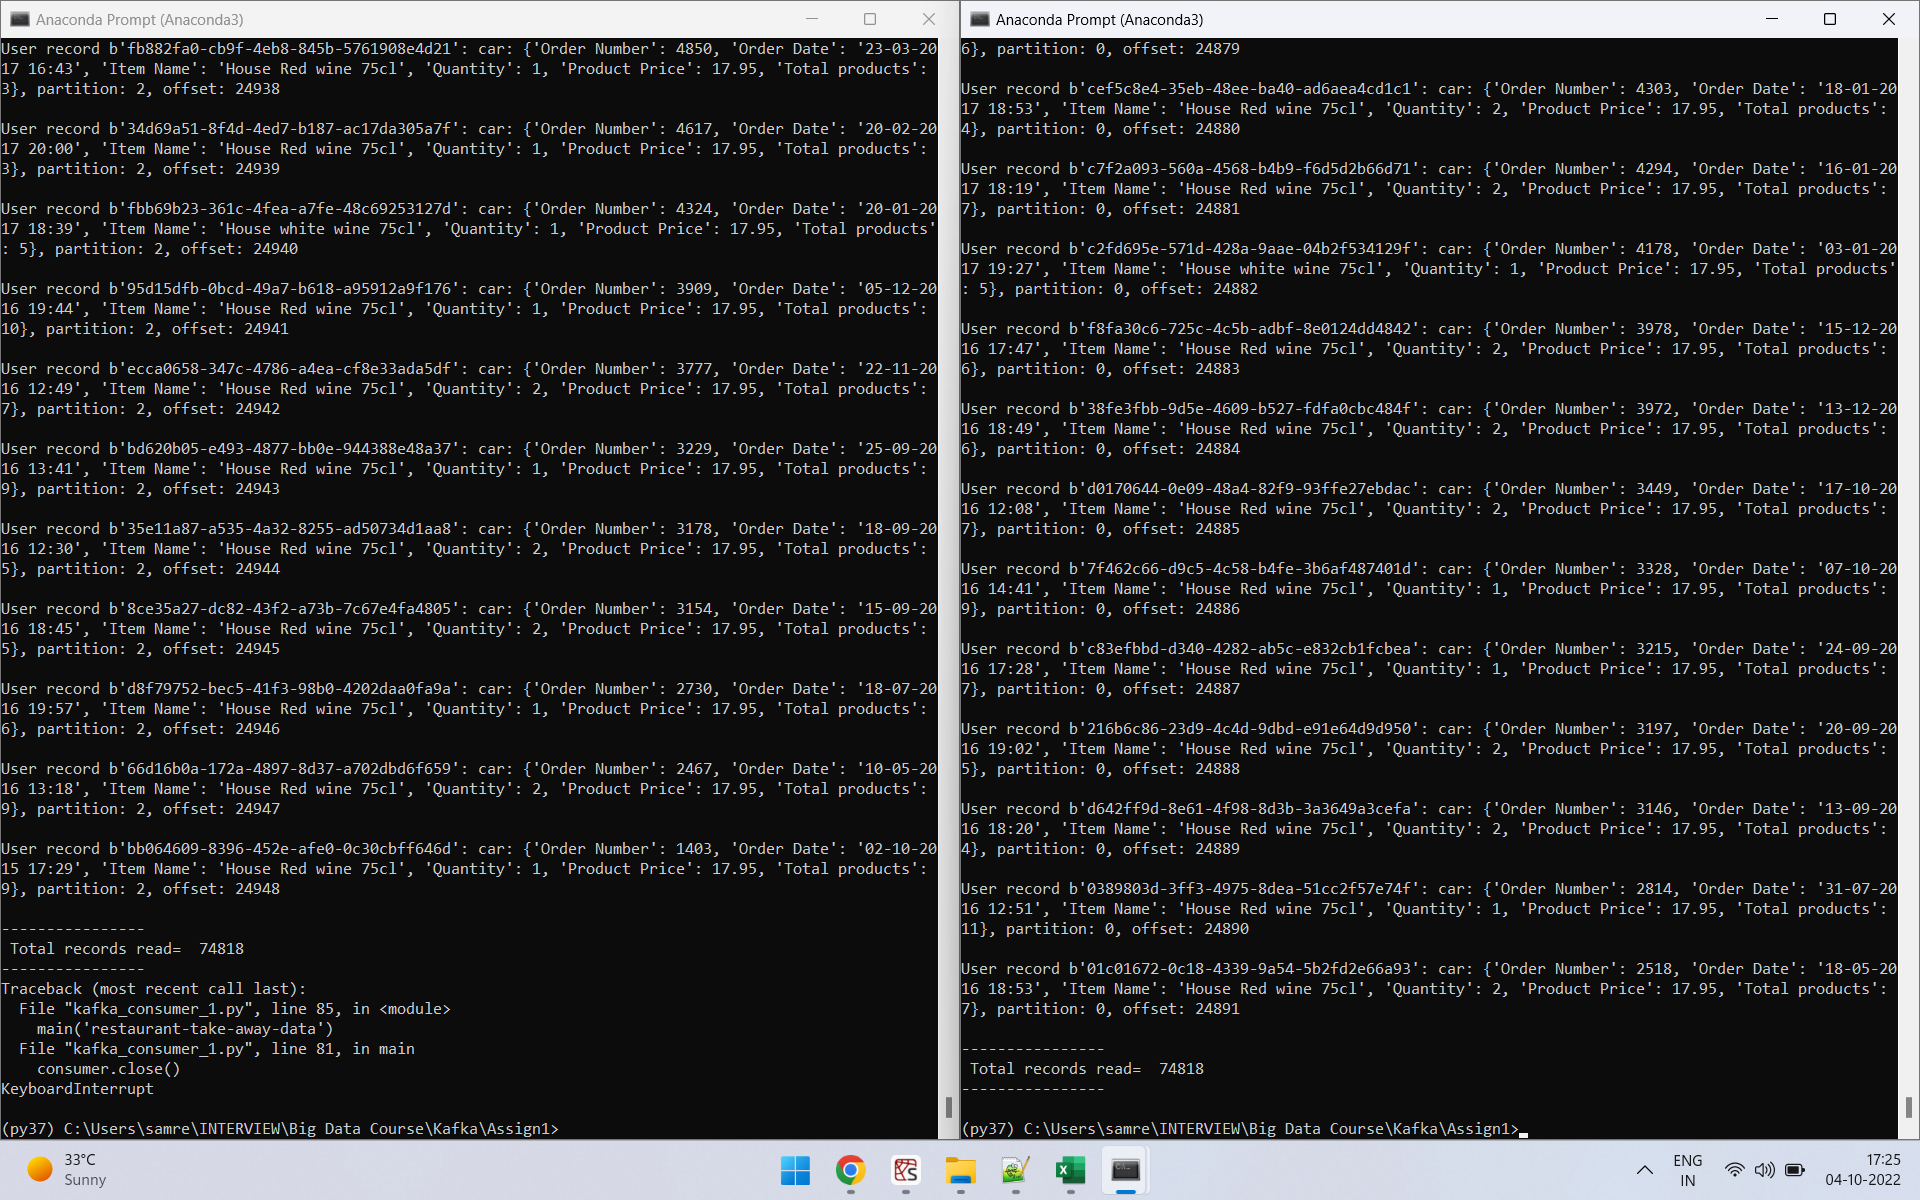 Anaconda Prompt (Anaconda3)
User record b'fb882fa0-cb9f-4eb8-845b-5761908e4d21': car: {'Order Number': 4850, 'Order Date': '23-03-20
17 16:43', 'Item Name': 'House Red wine 75cl', 'Quantity': 1, 'Product Price': 17.95, 'Total products':
3}, partition: 2, offset: 24938
User record b'34d69a51-8f4d-4ed7-b187-ac17da305a7f': car: {'Order Number': 4617, 'Order Date': '20-02-20
17 20:00', 'Item Name': 'House Red wine 75cl', 'Quantity': 1, 'Product Price': 17.95, 'Total products':
3}, partition: 2, offset: 24939
User record b'fbb69b23-361c-4fea-a7fe-48c69253127d': car: {'Order Number': 4324, 'Order Date': '20-01-20
17 18:39', 'Item Name': 'House white wine 75cl', 'Quantity': 1, 'Product Price': 17.95, 'Total products'
: 5}, partition: 2, offset: 24940
User record b'95d15dfb-0bcd-49a7-b618-a95912a9f176': car: {'Order Number': 3909, 'Order Date': '05-12-20
16 19:44', 'Item Name': 'House Red wine 75cl', 'Quantity': 1, 'Product Price': 17.95, 'Total products':
10}, partition: 2, offset: 24941
User record b'ecca0658-347c-4786-a4ea-cf8e33ada5df': car: {'Order Number': 3777, 'Order Date': '22-11-20
16 12:49', 'Item Name': 'House Red wine 75cl', 'Quantity': 2, 'Product Price': 17.95, 'Total products':
7}, partition: 2, offset: 24942
User record b'bd620b05-e493-4877-bb0e-944388e48a37': car: {'Order Number': 3229, 'Order Date': '25-09-20
16 13:41', 'Item Name': 'House Red wine 75cl', 'Quantity': 1, 'Product Price': 17.95, 'Total products':
9}, partition: 2, offset: 24943
User record b'35e11a87-a535-4a32-8255-ad50734d1aa8': car: {'Order Number': 3178, 'Order Date': '18-09-20
16 12:30', 'Item Name': 'House Red wine 75cl', 'Quantity': 2, 'Product Price': 17.95, 'Total products':
5}, partition: 2, offset: 24944
User record b'8ce35a27-dc82-43f2-a73b-7c67e4fa4805': car: {'Order Number': 3154, 'Order Date': '15-09-20
16 18:45', 'Item Name': 'House Red wine 75cl', 'Quantity': 2, 'Product Price': 17.95, 'Total products':
5}, partition: 2, offset: 24945
User record b'd8f79752-bec5-41f3-98b0-4202daa0fa9a': car: {'Order Number': 2730, 'Order Date': '18-07-20
16 19:57', 'Item Name': 'House Red wine 75cl', 'Quantity': 1, 'Product Price': 17.95, 'Total products':
6}, partition: 2, offset: 24946
User record b'66d16b0a-172a-4897-8d37-a702dbd6f659': car: {'Order Number': 2467, 'Order Date': '10-05-20
16 13:18', 'Item Name': 'House Red wine 75cl', 'Quantity': 2, 'Product Price': 17.95, 'Total products':
9}, partition: 2, offset: 24947
User record b'bb064609-8396-452e-afe0-0c30cbff646d': car: {'Order Number': 1403, 'Order Date': '02-10-20
15 17:29', 'Item Name': 'House Red wine 75cl', 'Quantity': 1, 'Product Price': 17.95, 'Total products':
9}, partition: 2, offset: 24948
----------------
Total records read=  74818
----------------
Traceback (most recent call last):
  File "kafka_consumer_1.py", line 85, in <module>
    main('restaurant-take-away-data')
  File "kafka_consumer_1.py", line 81, in main
    consumer.close()
KeyboardInterrupt
(py37) C:\Users\samre\INTERVIEW\Big Data Course\Kafka\Assign1>
Anaconda Prompt (Anaconda3)
6}, partition: 0, offset: 24879
User record b'cef5c8e4-35eb-48ee-ba40-ad6aea4cd1c1': car: {'Order Number': 4303, 'Order Date': '18-01-20
17 18:53', 'Item Name': 'House Red wine 75cl', 'Quantity': 2, 'Product Price': 17.95, 'Total products':
4}, partition: 0, offset: 24880
User record b'c7f2a093-560a-4568-b4b9-f6d5d2b66d71': car: {'Order Number': 4294, 'Order Date': '16-01-20
17 18:19', 'Item Name': 'House Red wine 75cl', 'Quantity': 2, 'Product Price': 17.95, 'Total products':
7}, partition: 0, offset: 24881
User record b'c2fd695e-571d-428a-9aae-04b2f534129f': car: {'Order Number': 4178, 'Order Date': '03-01-20
17 19:27', 'Item Name': 'House white wine 75cl', 'Quantity': 1, 'Product Price': 17.95, 'Total products'
: 5}, partition: 0, offset: 24882
User record b'f8fa30c6-725c-4c5b-adbf-8e0124dd4842': car: {'Order Number': 3978, 'Order Date': '15-12-20
16 17:47', 'Item Name': 'House Red wine 75cl', 'Quantity': 2, 'Product Price': 17.95, 'Total products':
6}, partition: 0, offset: 24883
User record b'38fe3fbb-9d5e-4609-b527-fdfa0cbc484f': car: {'Order Number': 3972, 'Order Date': '13-12-20
16 18:49', 'Item Name': 'House Red wine 75cl', 'Quantity': 2, 'Product Price': 17.95, 'Total products':
6}, partition: 0, offset: 24884
User record b'd0170644-0e09-48a4-82f9-93ffe27ebdac': car: {'Order Number': 3449, 'Order Date': '17-10-20
16 12:08', 'Item Name': 'House Red wine 75cl', 'Quantity': 2, 'Product Price': 17.95, 'Total products':
7}, partition: 0, offset: 24885
User record b'7f462c66-d9c5-4c58-b4fe-3b6af487401d': car: {'Order Number': 3328, 'Order Date': '07-10-20
16 14:41', 'Item Name': 'House Red wine 75cl', 'Quantity': 1, 'Product Price': 17.95, 'Total products':
9}, partition: 0, offset: 24886
User record b'c83efbbd-d340-4282-ab5c-e832cb1fcbea': car: {'Order Number': 3215, 'Order Date': '24-09-20
16 17:28', 'Item Name': 'House Red wine 75cl', 'Quantity': 1, 'Product Price': 17.95, 'Total products':
7}, partition: 0, offset: 24887
User record b'216b6c86-23d9-4c4d-9dbd-e91e64d9d950': car: {'Order Number': 3197, 'Order Date': '20-09-20
16 19:02', 'Item Name': 'House Red wine 75cl', 'Quantity': 2, 'Product Price': 17.95, 'Total products':
5}, partition: 0, offset: 24888
User record b'd642ff9d-8e61-4f98-8d3b-3a3649a3cefa': car: {'Order Number': 3146, 'Order Date': '13-09-20
16 18:20', 'Item Name': 'House Red wine 75cl', 'Quantity': 2, 'Product Price': 17.95, 'Total products':
4}, partition: 0, offset: 24889
User record b'0389803d-3ff3-4975-8dea-51cc2f57e74f': car: {'Order Number': 2814, 'Order Date': '31-07-20
16 12:51', 'Item Name': 'House Red wine 75cl', 'Quantity': 1, 'Product Price': 17.95, 'Total products':
11}, partition: 0, offset: 24890
User record b'01c01672-0c18-4339-9a54-5b2fd2e66a93': car: {'Order Number': 2518, 'Order Date': '18-05-20
16 18:53', 'Item Name': 'House Red wine 75cl', 'Quantity': 2, 'Product Price': 17.95, 'Total products':
7}, partition: 0, offset: 24891
----------------
Total records read=  74818
----------------
(py37) C:\Users\samre\INTERVIEW\Big Data Course\Kafka\Assign1>
33°C
Sunny
ENG
IN
17:25
04-10-2022